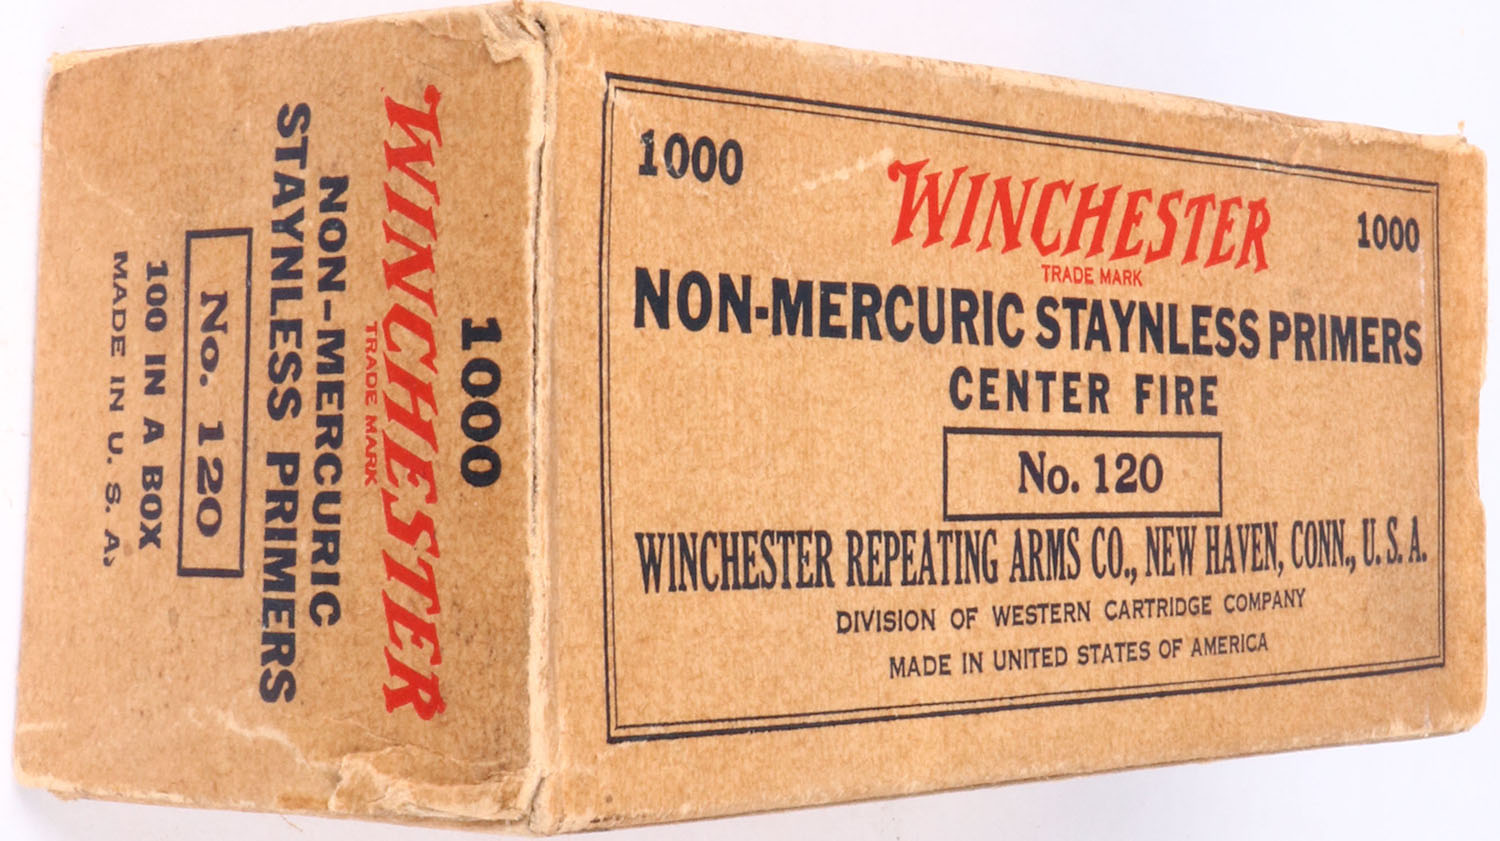 1000
WINCHESTER
TRADE MARK
1000
NON-MERCURIC STAYNLESS PRIMERS
CENTER FIRE
No. 120
WINCHESTER REPEATING ARMS CO., NEW HAVEN, CONN., U.S.A.
DIVISION OF WESTERN CARTRIDGE COMPANY
MADE IN UNITED STATES OF AMERICA
1000
WINCHESTER
TRADE MARK
NON-MERCURIC
STAYNLESS PRIMERS
No. 120
100 IN A BOX
MADE IN U. S. A.